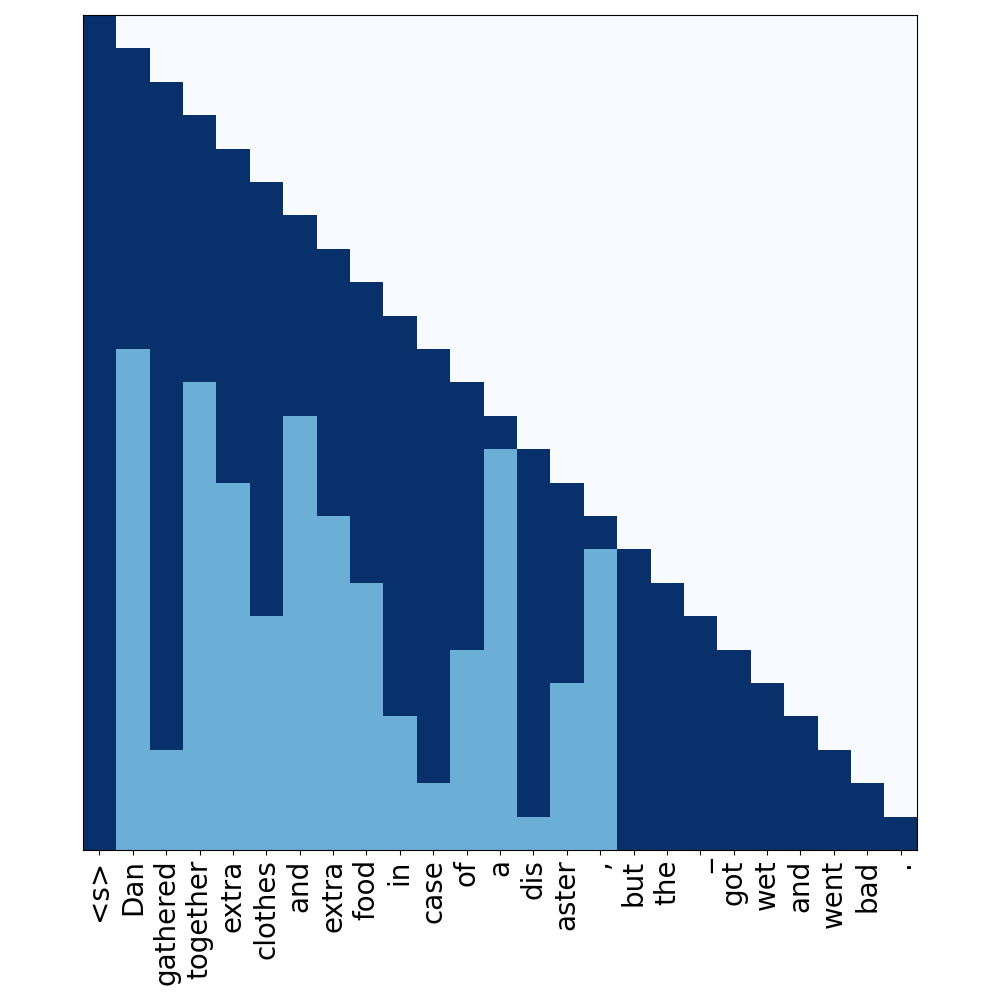 <s>
Dan
gathered
together
extra
clothes
and
extra
food
in
case
of
a
dis
aster
,
but
the
_
got
wet
and
went
bad
.